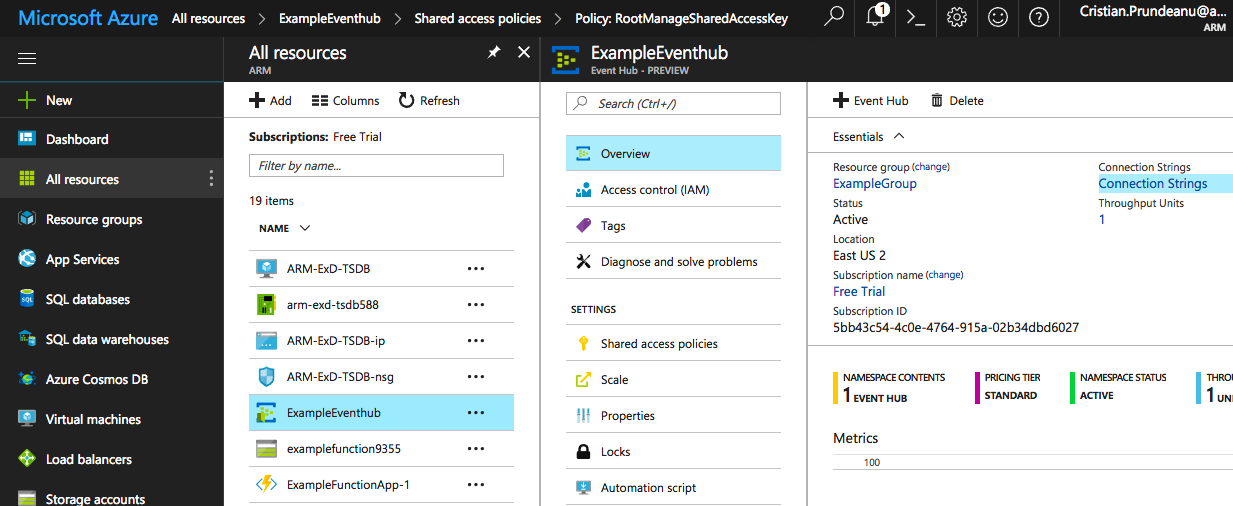 Microsoft Azure All resources > ExampleEventhub > Shared access policies > Policy: RootManageSharedAccessKey
1
Cristian.Prundeanu@a...
ARM
New
Dashboard
All resources
Resource groups
App Services
SQL databases
SQL data warehouses
Azure Cosmos DB
Virtual machines
Load balancers
Storage accounts
All resources
ARM
Add Columns Refresh
Subscriptions: Free Trial
Filter by name...
19 items
NAME
ARM-ExD-TSDB
arm-exd-tsdb588
ARM-ExD-TSDB-ip
ARM-ExD-TSDB-nsg
ExampleEventhub
examplefunction9355
ExampleFunctionApp-1
ExampleEventhub
Event Hub - PREVIEW
Search (Ctrl+/)
Overview
Access control (IAM)
Tags
Diagnose and solve problems
SETTINGS
Shared access policies
Scale
Properties
Locks
Automation script
Event Hub Delete
Essentials
Resource group (change)
ExampleGroup
Status
Active
Location
East US 2
Subscription name (change)
Free Trial
Subscription ID
5bb43c54-4c0e-4764-915a-02b34dbd6027
Connection Strings
Connection Strings
Throughput Units
1
NAMESPACE CONTENTS
1 EVENT HUB
PRICING TIER
STANDARD
NAMESPACE STATUS
ACTIVE
THROU
1 UNI
Metrics
100